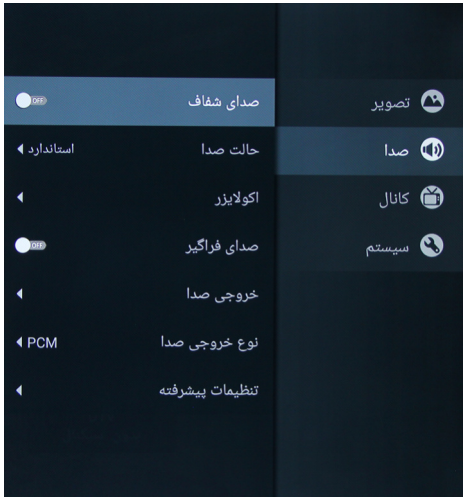 تصویر
صدا
کانال
سیستم
صدای شفاف OFF
حالت صدا استاندارد
اکولایزر
صدای فراگیر OFF
خروجی صدا
نوع خروجی صدا PCM
تنظیمات پیشرفته